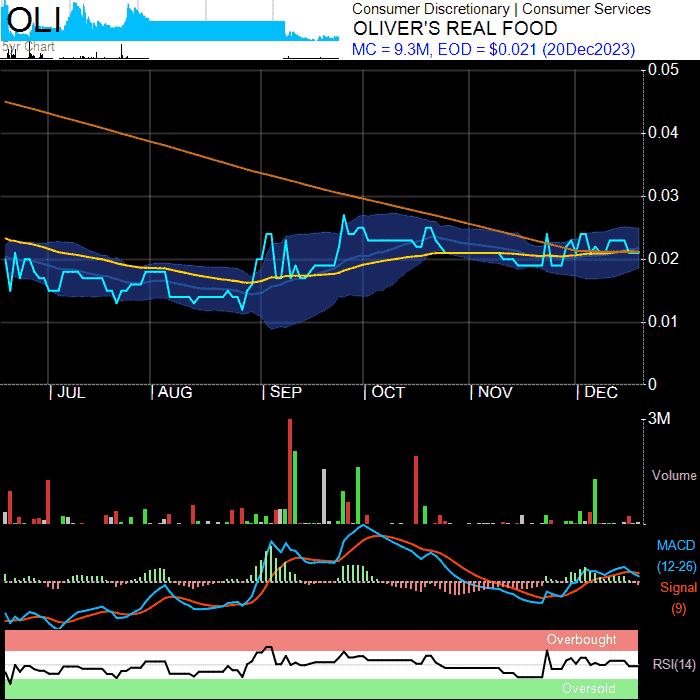 OLI
5yr Chart
Consumer Discretionary | Consumer Services
OLIVER'S REAL FOOD
MC = 9.3M, EOD = $0.021 (20Dec2023)
0.05
0.04
0.03
0.02
0.01
0
| JUL | AUG | SEP | OCT | NOV | DEC
3M
Volume
MACD
(12-26)
Signal
(9)
Overbought
RSI(14)
Oversold